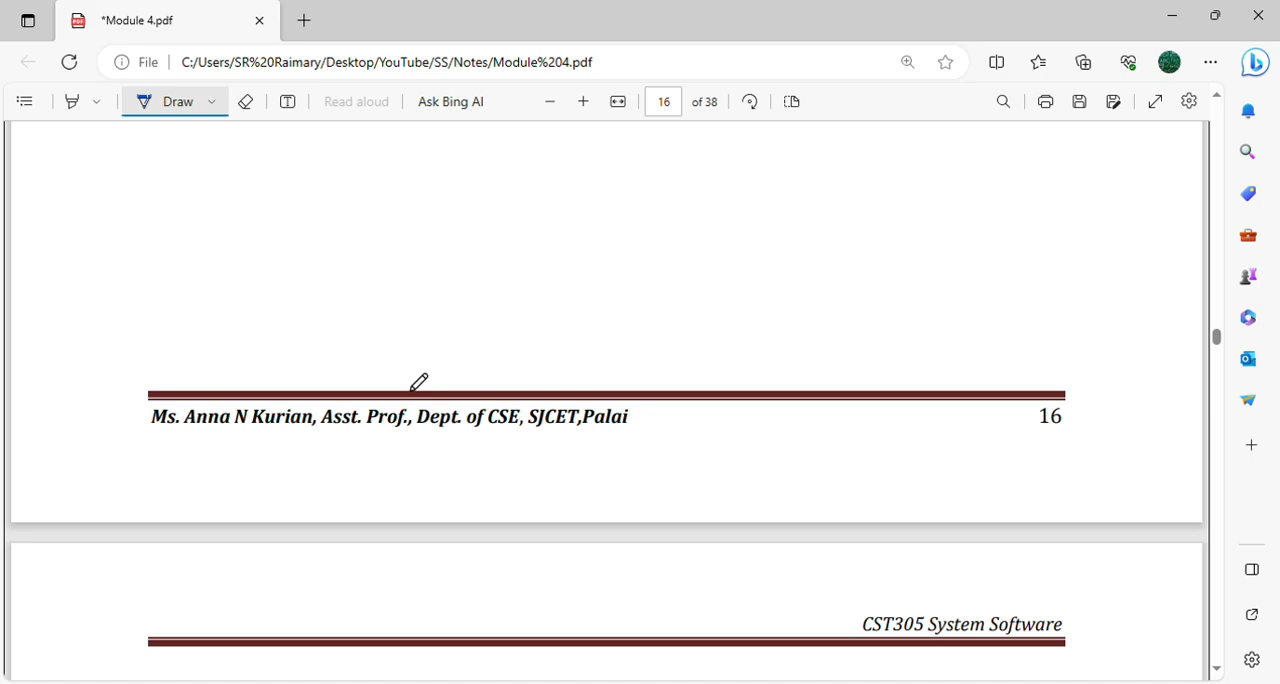 *Module 4.pdf
File
C:/Users/SR%20Raimary/Desktop/YouTube/SS/Notes/Module%204.pdf
Draw
Read aloud
Ask Bing AI
16
of 38
Ms. Anna N Kurian, Asst. Prof., Dept. of CSE, SJCET,Palai
16
CST305 System Software